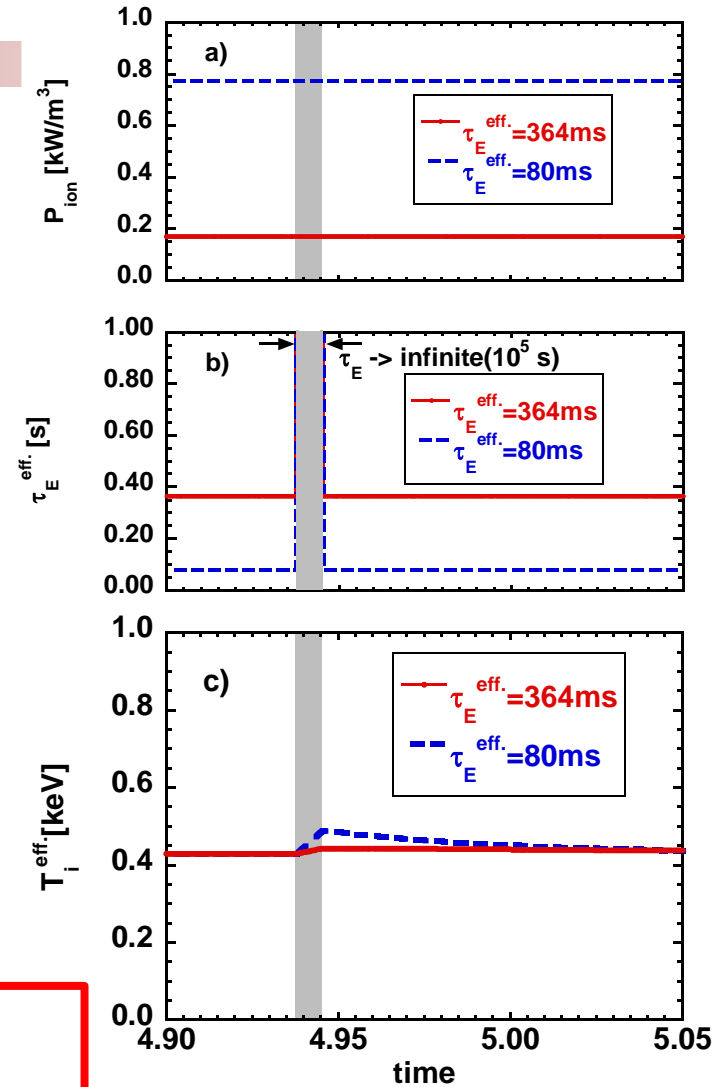 a)
P_ion [kW/m^3]
1.0
0.8
0.6
0.4
0.2
0.0
τ_E^eff.=364ms
τ_E^eff.=80ms
b)
τ_E^eff. [s]
1.00
0.80
0.60
0.40
0.20
0.00
τ_E -> infinite(10^5 s)
τ_E^eff.=364ms
τ_E^eff.=80ms
c)
T_i^eff.[keV]
1.0
0.8
0.6
0.4
0.2
0.0
τ_E^eff.=364ms
τ_E^eff.=80ms
4.90 4.95 5.00 5.05
time